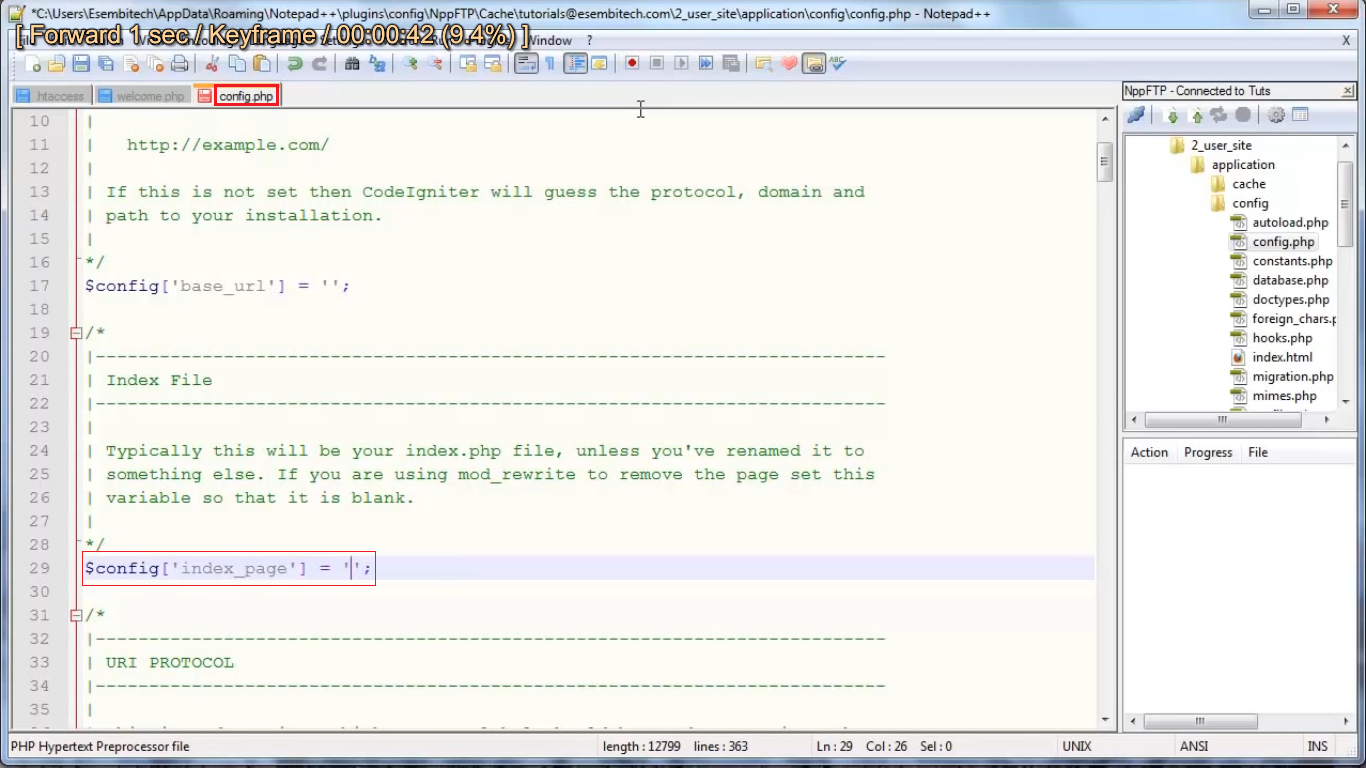 *C:\Users\Esembitech\AppData\Roaming\Notepad++\plugins\config\NppFTP\Cache\tutorials@esembitech.com\2_user_site\application\config\config.php - Notepad++
[ Forward 1 sec / Keyframe / 00:00:42 (9.4%) ]
Window ? X
.htaccess welcome.php config.php
10 |
11 | http://example.com/
12 |
13 | If this is not set then CodeIgniter will guess the protocol, domain and
14 | path to your installation.
15 |
16 */
17 $config['base_url'] = '';
18
19 /*
20 |--------------------------------------------------------------------------
21 | Index File
22 |--------------------------------------------------------------------------
23 |
24 | Typically this will be your index.php file, unless you've renamed it to
25 | something else. If you are using mod_rewrite to remove the page set this
26 | variable so that it is blank.
27 |
28 */
29 $config['index_page'] = '';
30
31 /*
32 |--------------------------------------------------------------------------
33 | URI PROTOCOL
34 |--------------------------------------------------------------------------
35 |
NppFTP - Connected to Tuts
2_user_site
application
cache
config
autoload.php
config.php
constants.php
database.php
doctypes.php
foreign_chars.p
hooks.php
index.html
migration.php
mimes.php
Action Progress File
PHP Hypertext Preprocessor file length : 12799 lines : 363 Ln : 29 Col : 26 Sel : 0 UNIX ANSI INS